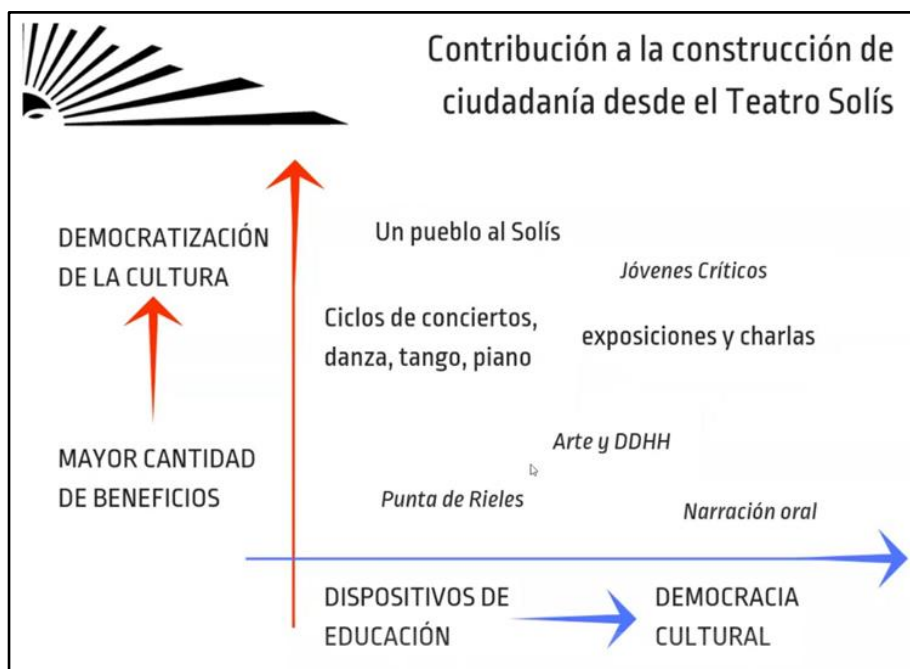 Contribución a la construcción de
ciudadanía desde el Teatro Solís
DEMOCRATIZACIÓN
DE LA CULTURA
Un pueblo al Solís
Jóvenes Críticos
Ciclos de conciertos,
danza, tango, piano
exposiciones y charlas
MAYOR CANTIDAD
DE BENEFICIOS
Arte y DDHH
Punta de Rieles
Narración oral
DISPOSITIVOS DE
EDUCACIÓN
DEMOCRACIA
CULTURAL